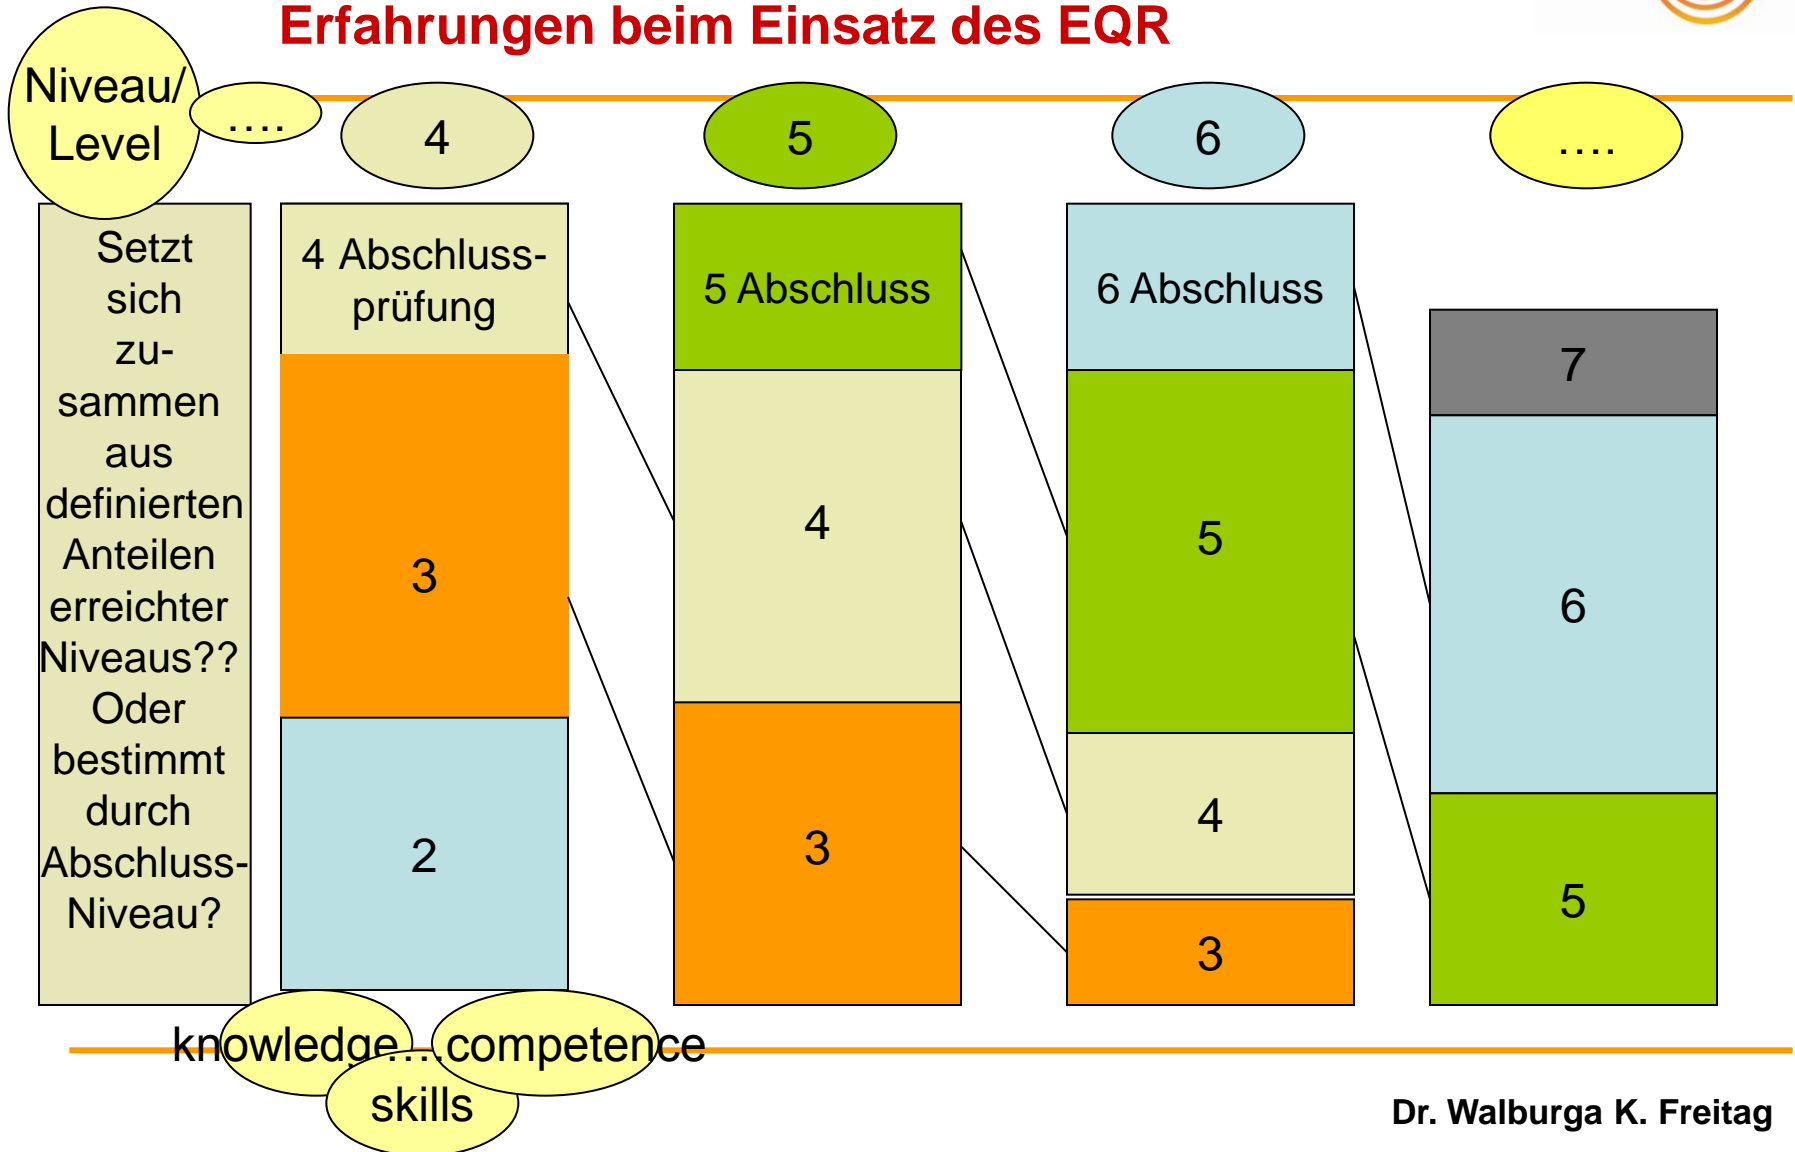 Erfahrungen beim Einsatz des EQR
Niveau/
Level
….
4
5
6
….
Setzt
sich
zu-
sammen
aus
definierten
Anteilen
erreichter
Niveaus??
Oder
bestimmt
durch
Abschluss-
Niveau?
4 Abschluss-
prüfung
3
2
5 Abschluss
4
3
6 Abschluss
5
4
3
7
6
5
knowledge....competence
skills
Dr. Walburga K. Freitag